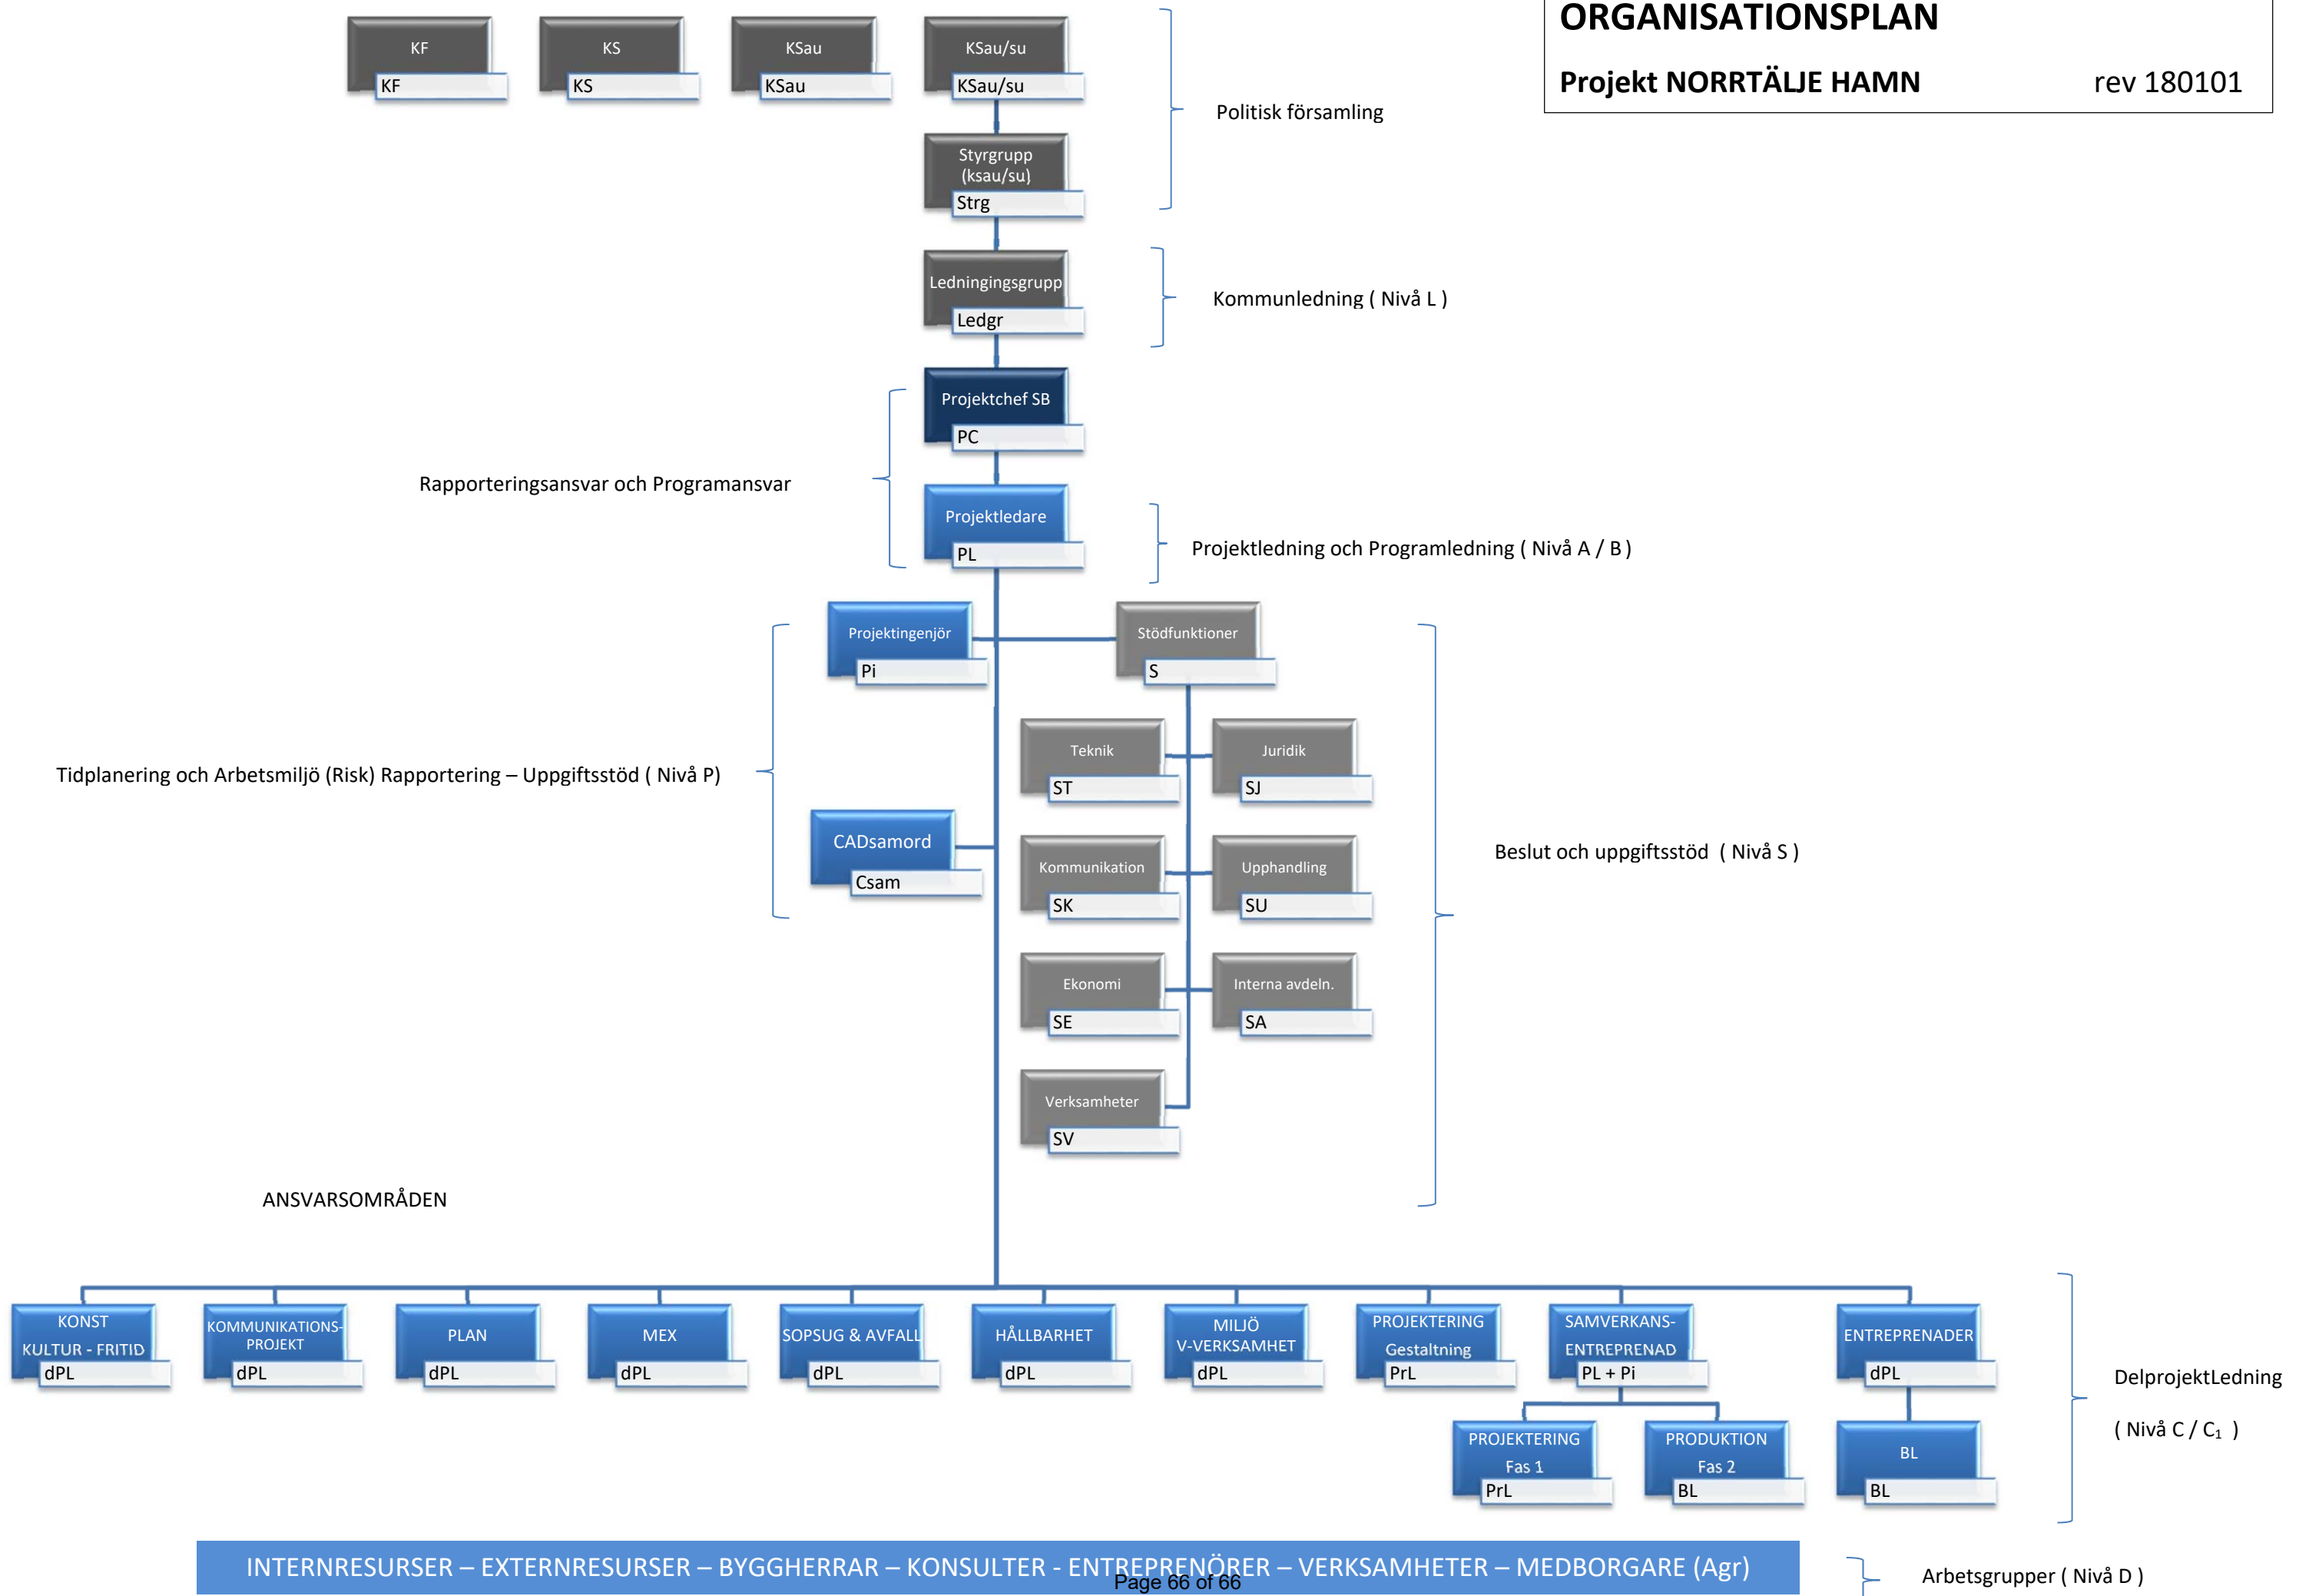 ORGANISATIONSPLAN
Projekt NORRTÄLJE HAMN rev 180101
KF
KF
KS
KS
KSau
KSau
KSau/su
KSau/su
Politisk församling
Styrgrupp
(ksau/su)
Strg
Ledningingsgrupp
Ledgr
Kommunledning ( Nivå L )
Projektchef SB
PC
Rapporteringsansvar och Programansvar
Projektledare
PL
Projektledning och Programledning ( Nivå A / B )
Projektingenjör
Pi
Stödfunktioner
S
Teknik
ST
Juridik
SJ
Tidplanering och Arbetsmiljö (Risk) Rapportering – Uppgiftsstöd ( Nivå P)
CADsamord
Csam
Kommunikation
SK
Upphandling
SU
Beslut och uppgiftsstöd ( Nivå S )
Ekonomi
SE
Interna avdeln.
SA
Verksamheter
SV
ANSVARSOMRÅDEN
KONST
KULTUR - FRITID
dPL
KOMMUNIKATIONS-
PROJEKT
dPL
PLAN
dPL
MEX
dPL
SOPSUG & AVFALL
dPL
HÅLLBARHET
dPL
MILJÖ
V-VERKSAMHET
dPL
PROJEKTERING
Gestaltning
PrL
SAMVERKANS-
ENTREPRENAD
PL + Pi
ENTREPRENADER
dPL
DelprojektLedning
( Nivå C / C₁ )
PROJEKTERING
Fas 1
PrL
PRODUKTION
Fas 2
BL
BL
BL
INTERNRESURSER – EXTERNRESURSER – BYGGHERRAR – KONSULTER - ENTREPRENÖRER – VERKSAMHETER – MEDBORGARE (Agr)
Arbetsgrupper ( Nivå D )
Page 66 of 66